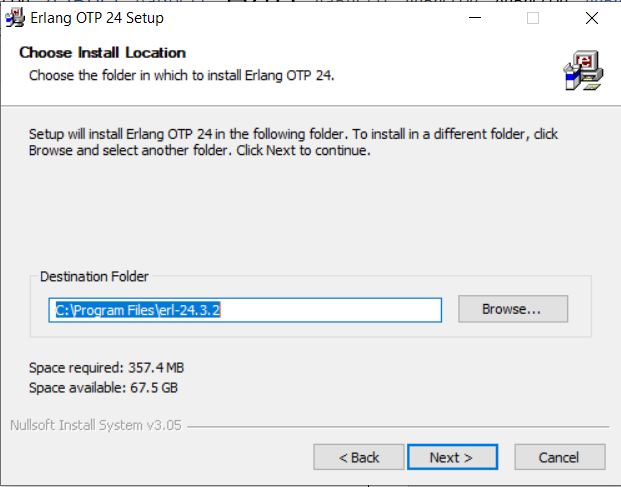 Erlang OTP 24 Setup
Choose Install Location
Choose the folder in which to install Erlang OTP 24.
Setup will install Erlang OTP 24 in the following folder. To install in a different folder, click
Browse and select another folder. Click Next to continue.
Destination Folder
C:\Program Files\erl-24.3.2
Browse...
Space required: 357.4 MB
Space available: 67.5 GB
Nullsoft Install System v3.05
< Back
Next >
Cancel